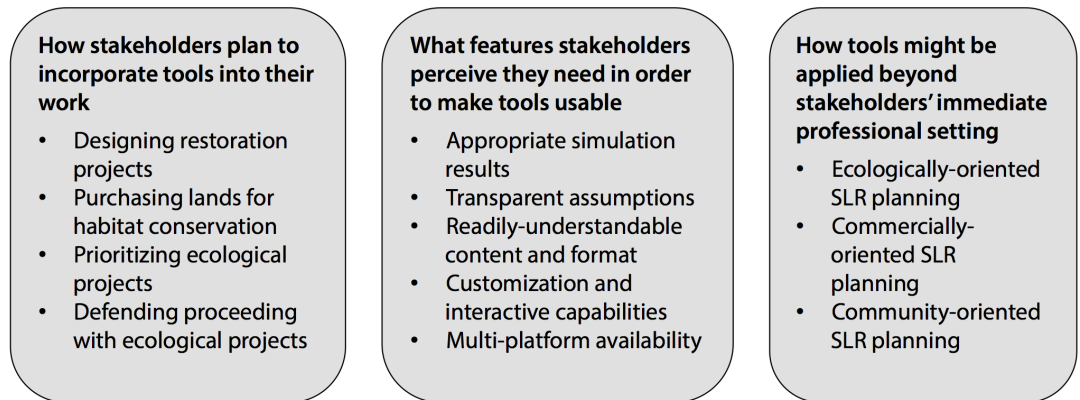 How stakeholders plan to
incorporate tools into their
work
• Designing restoration
projects
• Purchasing lands for
habitat conservation
• Prioritizing ecological
projects
• Defending proceeding
with ecological projects
What features stakeholders
perceive they need in order
to make tools usable
• Appropriate simulation
results
• Transparent assumptions
• Readily-understandable
content and format
• Customization and
interactive capabilities
• Multi-platform availability
How tools might be
applied beyond
stakeholders’ immediate
professional setting
• Ecologically-oriented
SLR planning
• Commercially-
oriented SLR
planning
• Community-oriented
SLR planning